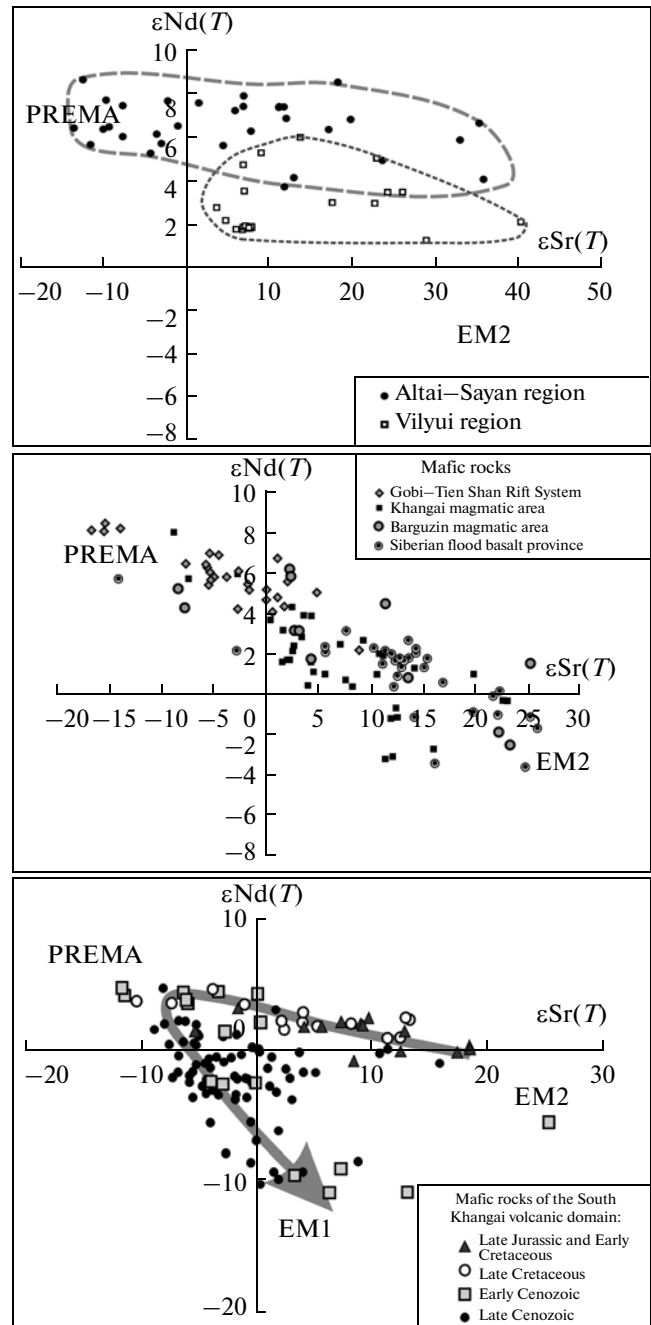 εNd(T)
10
8
PREMA
6
4
2
εSr(T)
−20 −10 0 10 20 30 40 50
−2
EM2
−4
−6
−8
Altai−Sayan region
Vilyui region
εNd(T)
10
8
PREMA
6
4
2
Mafic rocks
Gobi−Tien Shan Rift System
Khangai magmatic area
Barguzin magmatic area
Siberian flood basalt province
εSr(T)
−20 −15 −10 −5 0 5 10 15 20 25 30
−2
EM2
−4
−6
−8
εNd(T)
10
PREMA
εSr(T)
−20 −10 0 10 20 30
EM2
−10
EM1
−20
Mafic rocks of the South
Khangai volcanic domain:
Late Jurassic and Early
Cretaceous
Late Cretaceous
Early Cenozoic
Late Cenozoic